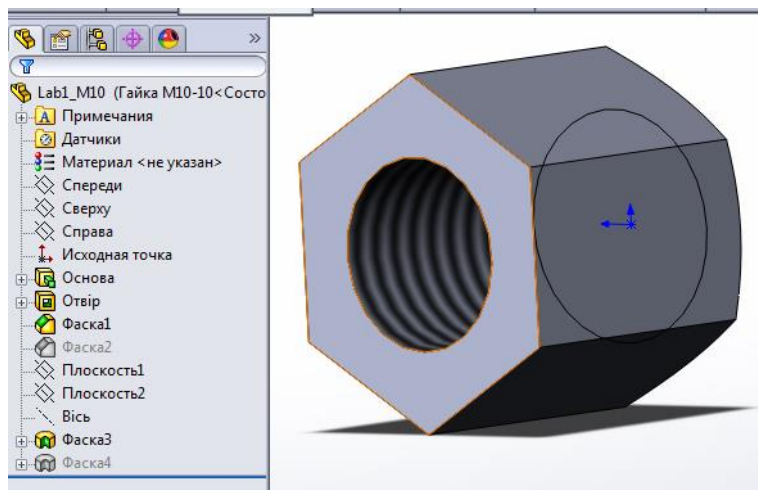 »
Lab1_M10 (Гайка M10-10<Состо
Примечания
Датчики
Материал <не указан>
Спереди
Сверху
Справа
Исходная точка
Основа
Отвір
Фаска1
Фаска2
Плоскость1
Плоскость2
Вісь
Фаска3
Фаска4